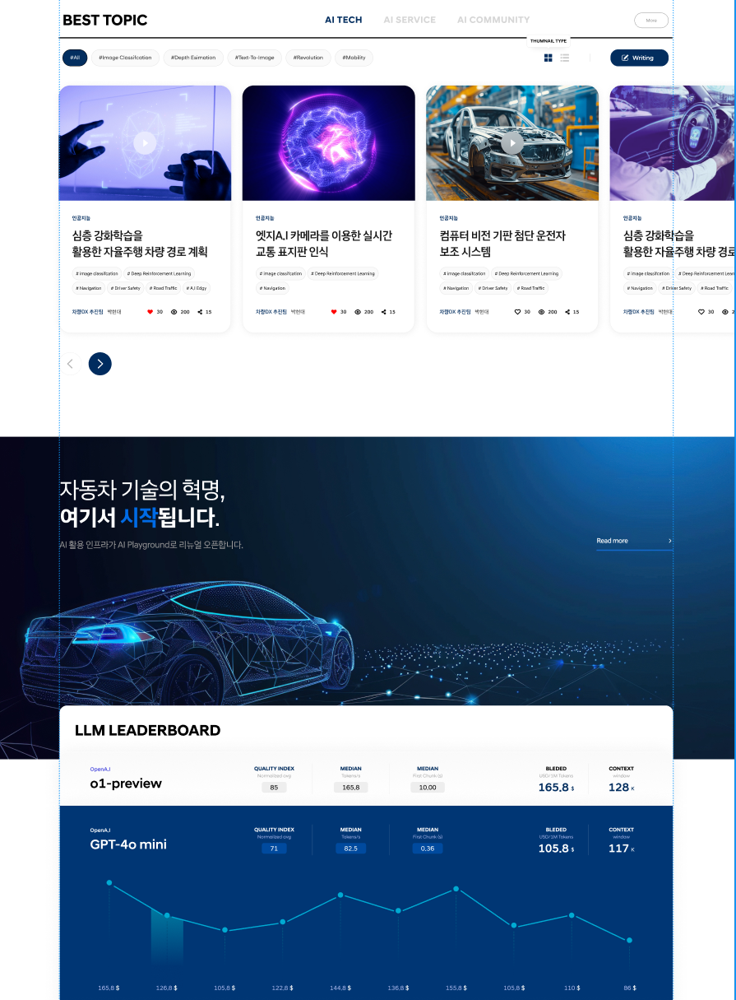 BEST TOPIC
AI TECH
AI SERVICE
AI COMMUNITY
More
THUMNAIL TYPE
#All
#Image Classifcation
#Depth Esimation
#Text-To-Image
#Revolution
#Mobility
Writing
인공지능
심층 강화학습을
활용한 자율주행 차량 경로 계획
# image classifcation
# Deep Reinforcement Learning
# Navigation
# Driver Safety
# Road Traffic
# A.I Edgy
차량DX 추진팀 박현대
30
200
15
인공지능
엣지A.I 카메라를 이용한 실시간
교통 표지판 인식
# image classifcation
# Deep Reinforcement Learning
# Navigation
차량DX 추진팀 박현대
30
200
15
인공지능
컴퓨터 비전 기판 첨단 운전자
보조 시스템
# image classifcation
# Deep Reinforcement Learning
# Navigation
# Driver Safety
# Road Traffic
차량DX 추진팀 박현대
30
200
15
인공지능
심층 강화학습을
활용한 자율주행 차량 경로
# image classifcation
# Deep Reinforcement Learn
# Navigation
# Driver Safety
# Road Traffic
차량DX 추진팀 박현대
30
2
자동차 기술의 혁명,
여기서 시작됩니다.
AI 활용 인프라가 AI Playground로 리뉴얼 오픈합니다.
Read more
LLM LEADERBOARD
OpenA.I
o1-preview
QUALITY INDEX
Normalized avg
85
MEDIAN
Tokens/s
165,8
MEDIAN
First Chunk (s)
10,00
BLEDED
USD/1M Tokens
165.8 $
CONTEXT
window
128 K
OpenA.I
GPT-4o mini
QUALITY INDEX
Normalized avg
71
MEDIAN
Tokens/s
82.5
MEDIAN
First Chunk (s)
0.36
BLEDED
USD/1M Tokens
105.8 $
CONTEXT
window
117 K
165,8 $
126,8 $
105,8 $
122,8 $
144,8 $
136,8 $
155,8 $
105,8 $
110 $
86 $